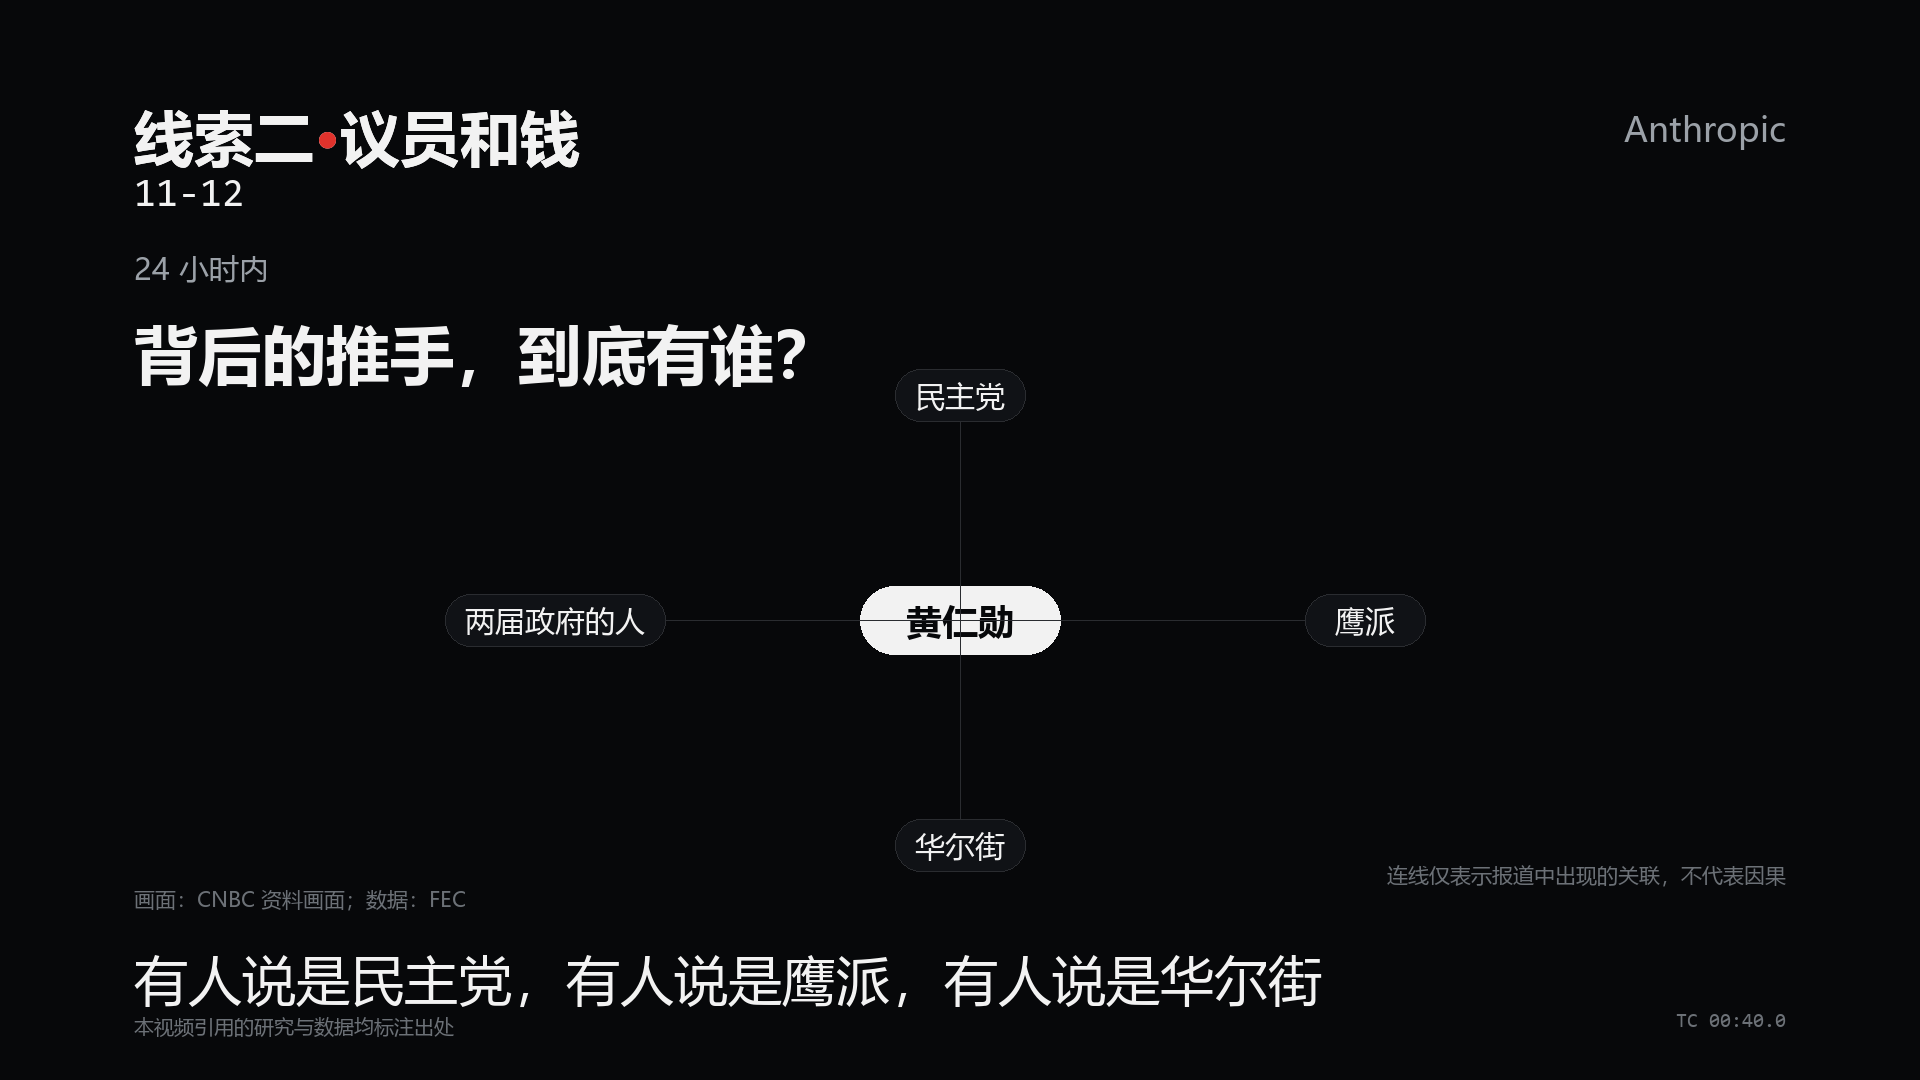 线索二·议员和钱
Anthropic
11-12
24 小时内
背后的推手，到底有谁？
民主党
两届政府的人
黄仁勋
鹰派
华尔街
连线仅表示报道中出现的关联，不代表因果
画面：CNBC 资料画面；数据：FEC
有人说是民主党，有人说是鹰派，有人说是华尔街
本视频引用的研究与数据均标注出处
TC 00:40.0